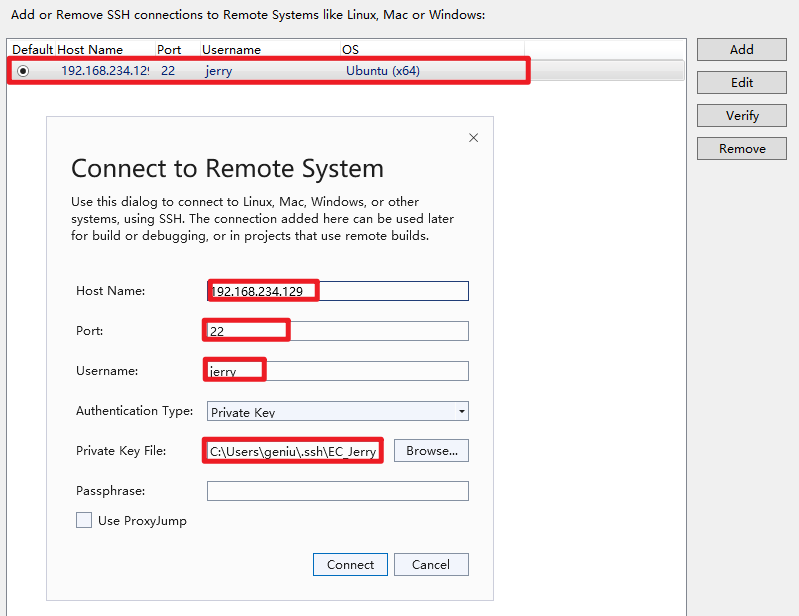 Add or Remove SSH connections to Remote Systems like Linux, Mac or Windows:
Default Host Name Port Username OS
192.168.234.129 22 jerry Ubuntu (x64)
Add
Edit
Verify
Remove
Connect to Remote System
Use this dialog to connect to Linux, Mac, Windows, or other
systems, using SSH. The connection added here can be used later
for build or debugging, or in projects that use remote builds.
Host Name: 192.168.234.129
Port: 22
Username: jerry
Authentication Type: Private Key
Private Key File: C:\Users\geniu\.ssh\EC_Jerry Browse...
Passphrase:
Use ProxyJump
Connect Cancel